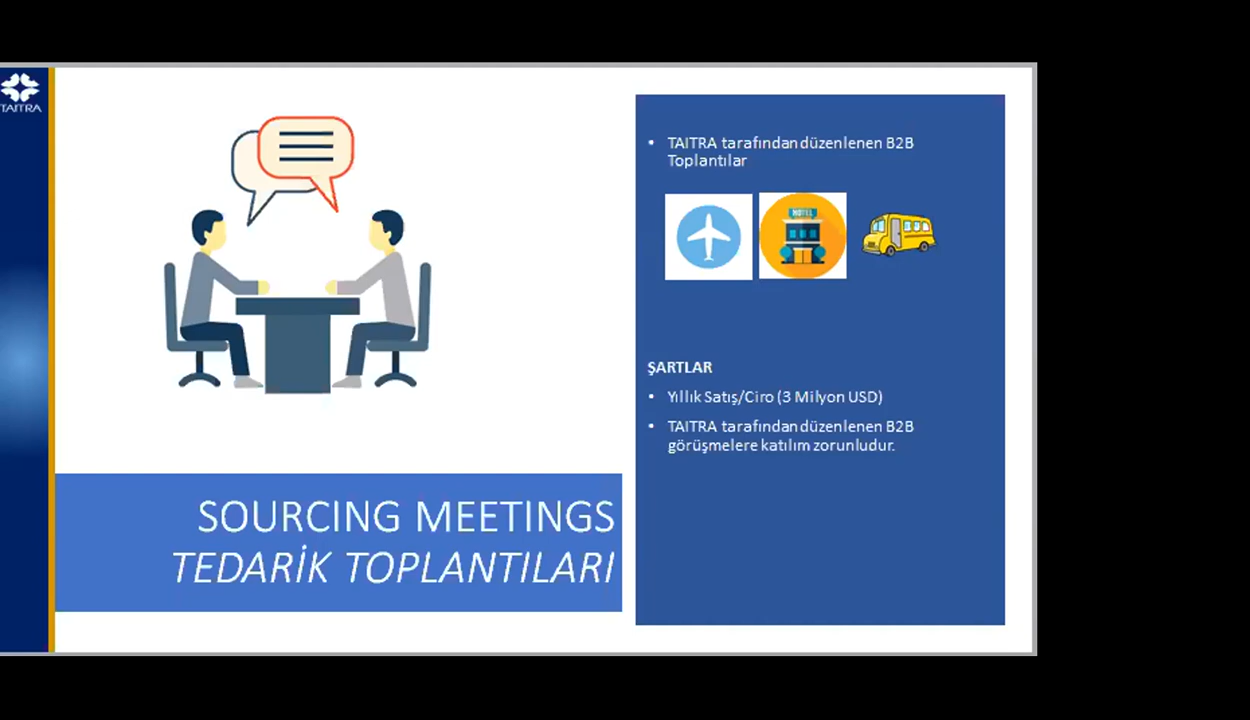 TAITRA
• TAITRA tarafından düzenlenen B2B
Toplantılar
HOTEL
ŞARTLAR
• Yıllık Satış/Ciro (3 Milyon USD)
• TAITRA tarafından düzenlenen B2B
görüşmelere katılım zorunludur.
SOURCING MEETINGS
TEDARİK TOPLANTILARI